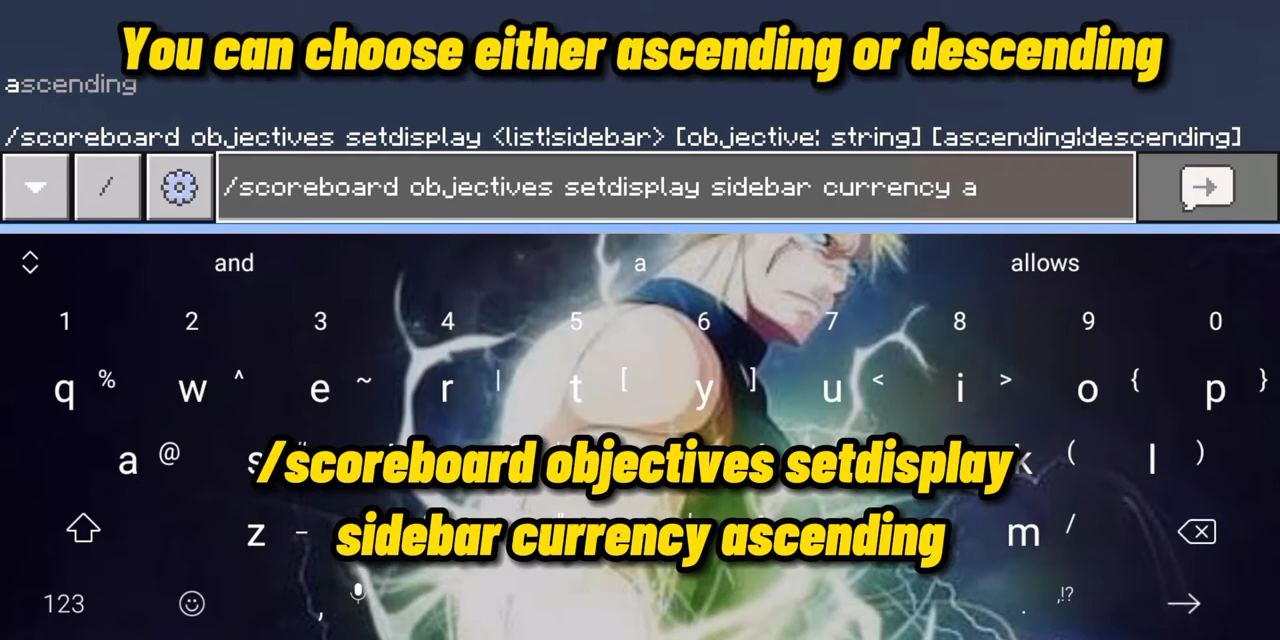 You can choose either ascending or descending
ascending
/scoreboard objectives setdisplay <list|sidebar> [objective: string] [ascending|descending]
/ /scoreboard objectives setdisplay sidebar currency a
and a allows
1 2 3 4 5 6 7 8 9 0
q % w ^ e ~ r | t [ y ] u < i > o { p }
a @ s k ( l )
/scoreboard objectives setdisplay
z - m /
sidebar currency ascending
123 , . ,!?